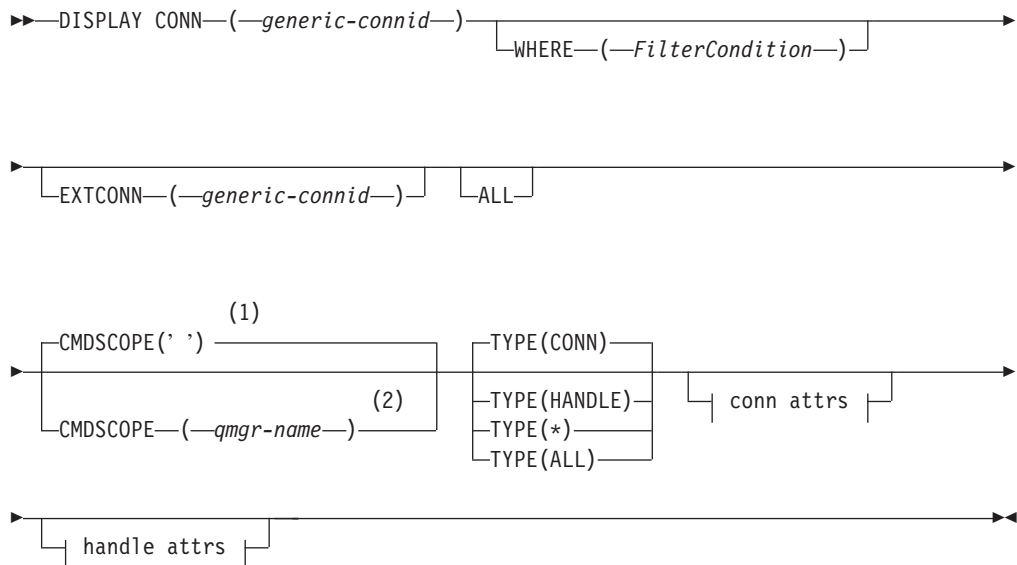 DISPLAY CONN ( generic-connid )
WHERE ( FilterCondition )
EXTCONN ( generic-connid ) ALL
(1)
CMDSCOPE(’ ’) TYPE(CONN)
(2)
TYPE(HANDLE) conn attrs
CMDSCOPE ( qmgr-name ) TYPE(*)
TYPE(ALL)
handle attrs